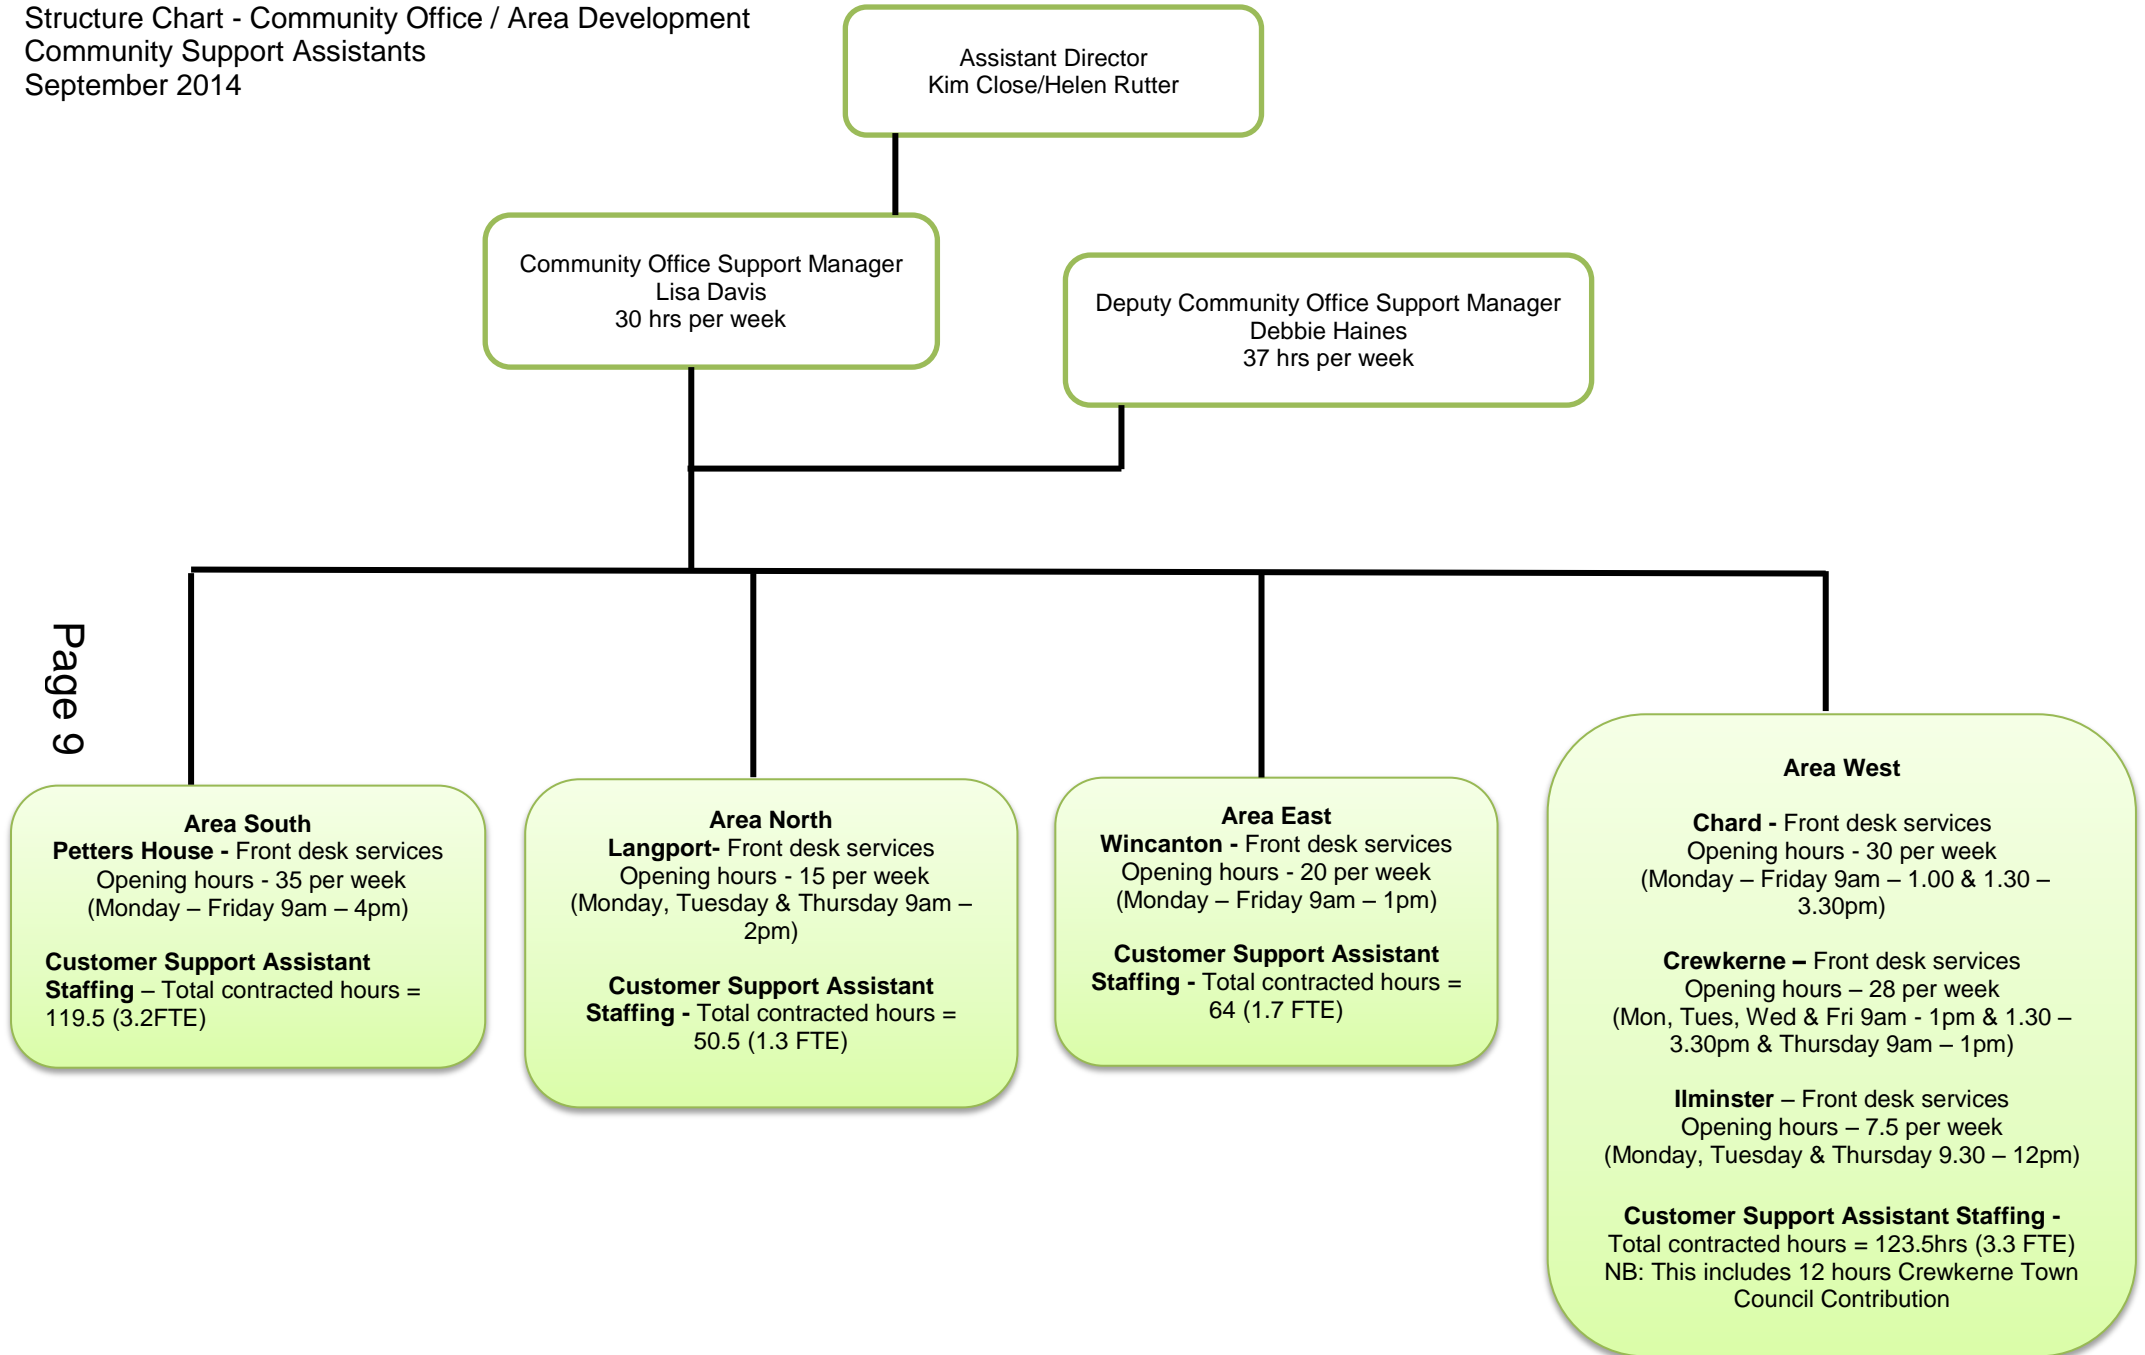 Structure Chart - Community Office / Area Development
Community Support Assistants
September 2014
Assistant Director
Kim Close/Helen Rutter
Community Office Support Manager
Lisa Davis
30 hrs per week
Deputy Community Office Support Manager
Debbie Haines
37 hrs per week
Page 9
Area South
Petters House - Front desk services
Opening hours - 35 per week
(Monday – Friday 9am – 4pm)
Customer Support Assistant
Staffing – Total contracted hours =
119.5 (3.2FTE)
Area North
Langport- Front desk services
Opening hours - 15 per week
(Monday, Tuesday & Thursday 9am –
2pm)
Customer Support Assistant
Staffing - Total contracted hours =
50.5 (1.3 FTE)
Area East
Wincanton - Front desk services
Opening hours - 20 per week
(Monday – Friday 9am – 1pm)
Customer Support Assistant
Staffing - Total contracted hours =
64 (1.7 FTE)
Area West
Chard - Front desk services
Opening hours - 30 per week
(Monday – Friday 9am – 1.00 & 1.30 –
3.30pm)
Crewkerne – Front desk services
Opening hours – 28 per week
(Mon, Tues, Wed & Fri 9am - 1pm & 1.30 –
3.30pm & Thursday 9am – 1pm)
Ilminster – Front desk services
Opening hours – 7.5 per week
(Monday, Tuesday & Thursday 9.30 – 12pm)
Customer Support Assistant Staffing -
Total contracted hours = 123.5hrs (3.3 FTE)
NB: This includes 12 hours Crewkerne Town
Council Contribution